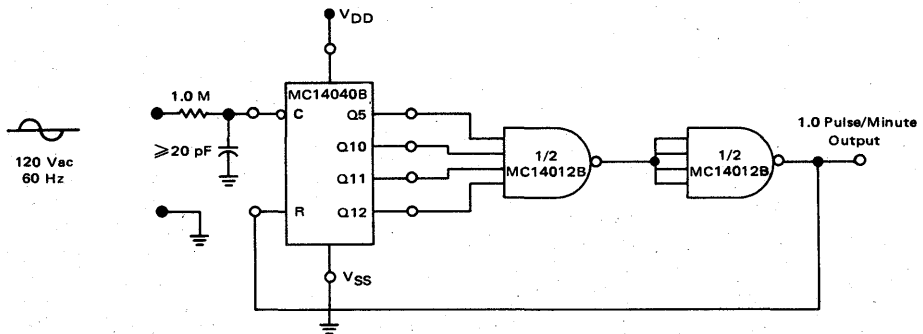 VDD
1.0 M
MC14040B
C
Q5
Q10
Q11
Q12
R
≥20 pF
120 Vac
60 Hz
1/2
MC14012B
1/2
MC14012B
1.0 Pulse/Minute
Output
VSS